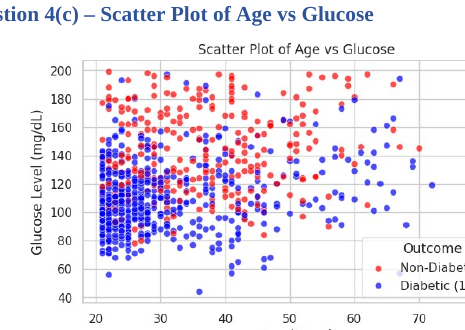 stion 4(c) – Scatter Plot of Age vs Glucose
Scatter Plot of Age vs Glucose
Glucose Level (mg/dL)
200
180
160
140
120
100
80
60
40
20
30
40
50
60
70
Outcome
Non-Diabet
Diabetic (1